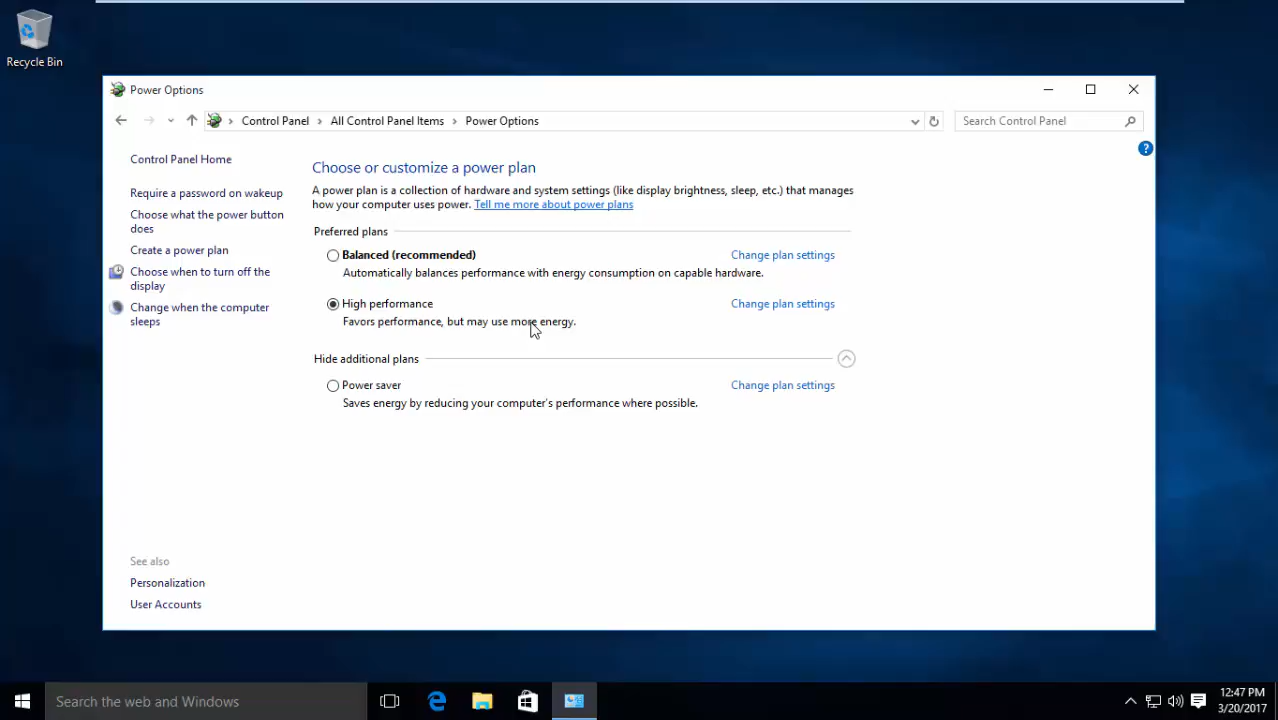 Recycle Bin
Power Options
Control Panel > All Control Panel Items > Power Options
Search Control Panel
Control Panel Home
Require a password on wakeup
Choose what the power button
does
Create a power plan
Choose when to turn off the
display
Change when the computer
sleeps
Choose or customize a power plan
A power plan is a collection of hardware and system settings (like display brightness, sleep, etc.) that manages
how your computer uses power. Tell me more about power plans
Preferred plans
Balanced (recommended) Change plan settings
Automatically balances performance with energy consumption on capable hardware.
High performance Change plan settings
Favors performance, but may use more energy.
Hide additional plans
Power saver Change plan settings
Saves energy by reducing your computer's performance where possible.
See also
Personalization
User Accounts
Search the web and Windows
12:47 PM
3/20/2017